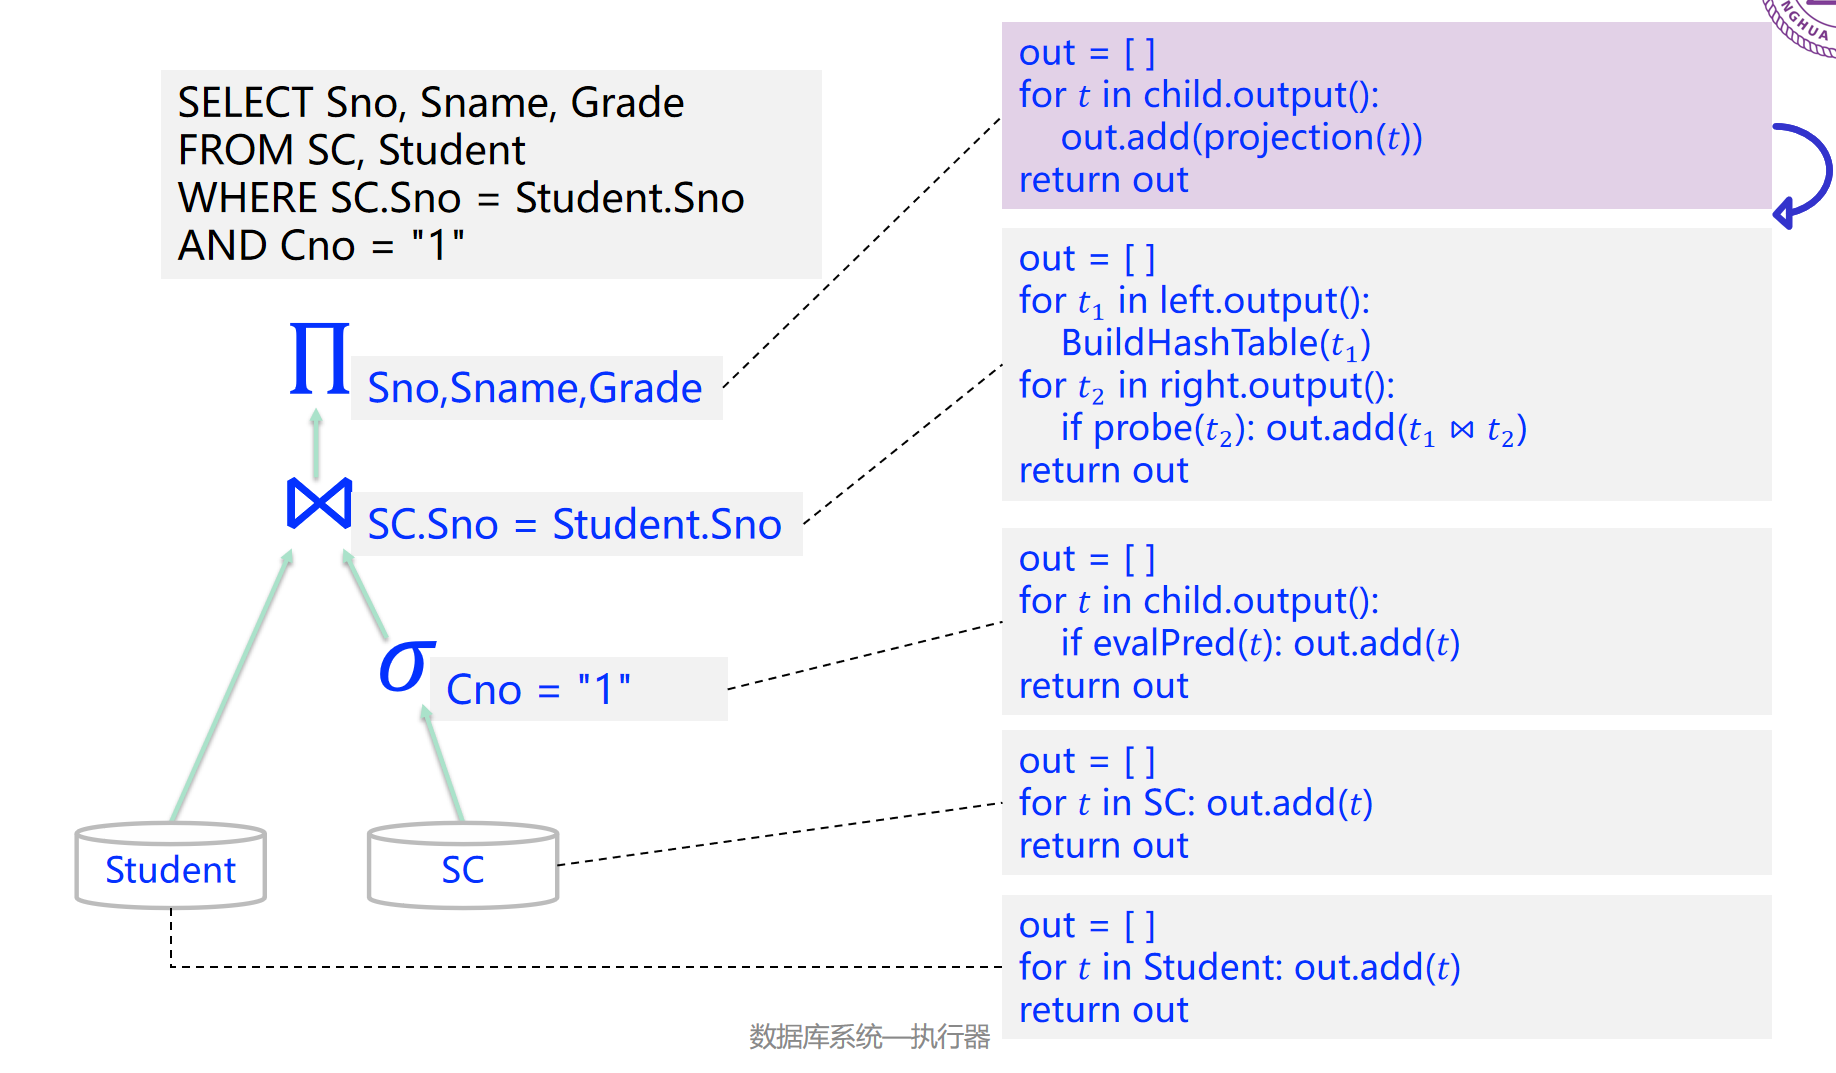 SELECT Sno, Sname, Grade
FROM SC, Student
WHERE SC.Sno = Student.Sno
AND Cno = "1"
∏
Sno,Sname,Grade
⋈
SC.Sno = Student.Sno
σ
Cno = "1"
Student
SC
out = [ ]
for t in child.output():
out.add(projection(t))
return out
out = [ ]
for t₁ in left.output():
BuildHashTable(t₁)
for t₂ in right.output():
if probe(t₂): out.add(t₁ ⋈ t₂)
return out
out = [ ]
for t in child.output():
if evalPred(t): out.add(t)
return out
out = [ ]
for t in SC: out.add(t)
return out
out = [ ]
for t in Student: out.add(t)
return out
数据库系统—执行器